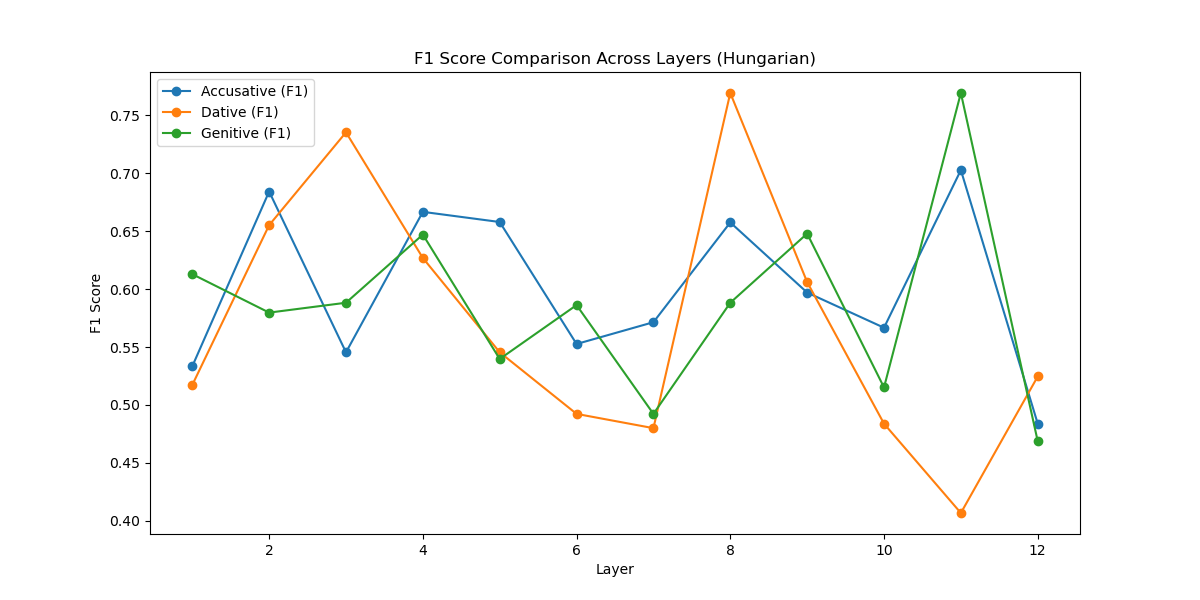 F1 Score Comparison Across Layers (Hungarian)
Accusative (F1)
Dative (F1)
Genitive (F1)
F1 Score
0.75
0.70
0.65
0.60
0.55
0.50
0.45
0.40
2 4 6 8 10 12
Layer